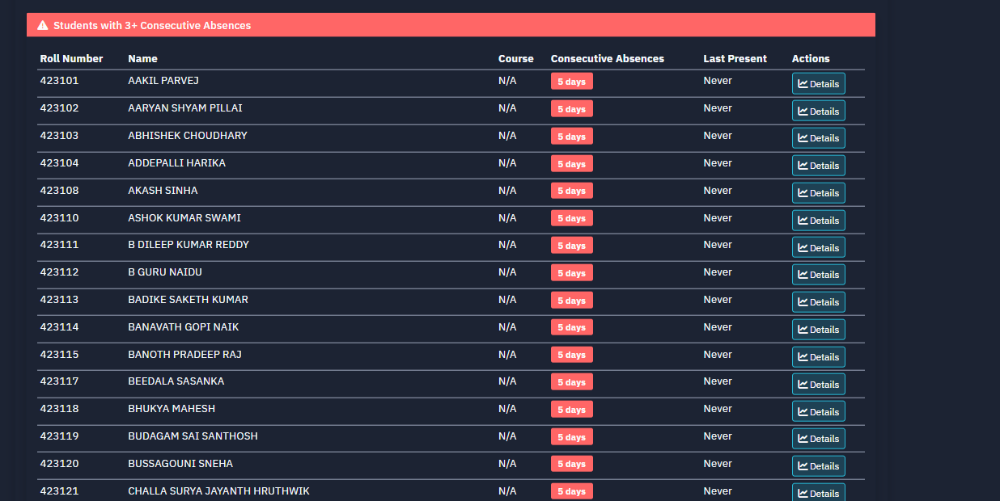 Students with 3+ Consecutive Absences
Roll Number Name Course Consecutive Absences Last Present Actions
423101 AAKIL PARVEJ N/A 5 days Never Details
423102 AARYAN SHYAM PILLAI N/A 5 days Never Details
423103 ABHISHEK CHOUDHARY N/A 5 days Never Details
423104 ADDEPALLI HARIKA N/A 5 days Never Details
423108 AKASH SINHA N/A 5 days Never Details
423110 ASHOK KUMAR SWAMI N/A 5 days Never Details
423111 B DILEEP KUMAR REDDY N/A 5 days Never Details
423112 B GURU NAIDU N/A 5 days Never Details
423113 BADIKE SAKETH KUMAR N/A 5 days Never Details
423114 BANAVATH GOPI NAIK N/A 5 days Never Details
423115 BANOTH PRADEEP RAJ N/A 5 days Never Details
423117 BEEDALA SASANKA N/A 5 days Never Details
423118 BHUKYA MAHESH N/A 5 days Never Details
423119 BUDAGAM SAI SANTHOSH N/A 5 days Never Details
423120 BUSSAGOUNI SNEHA N/A 5 days Never Details
423121 CHALLA SURYA JAYANTH HRUTHWIK N/A 5 days Never Details